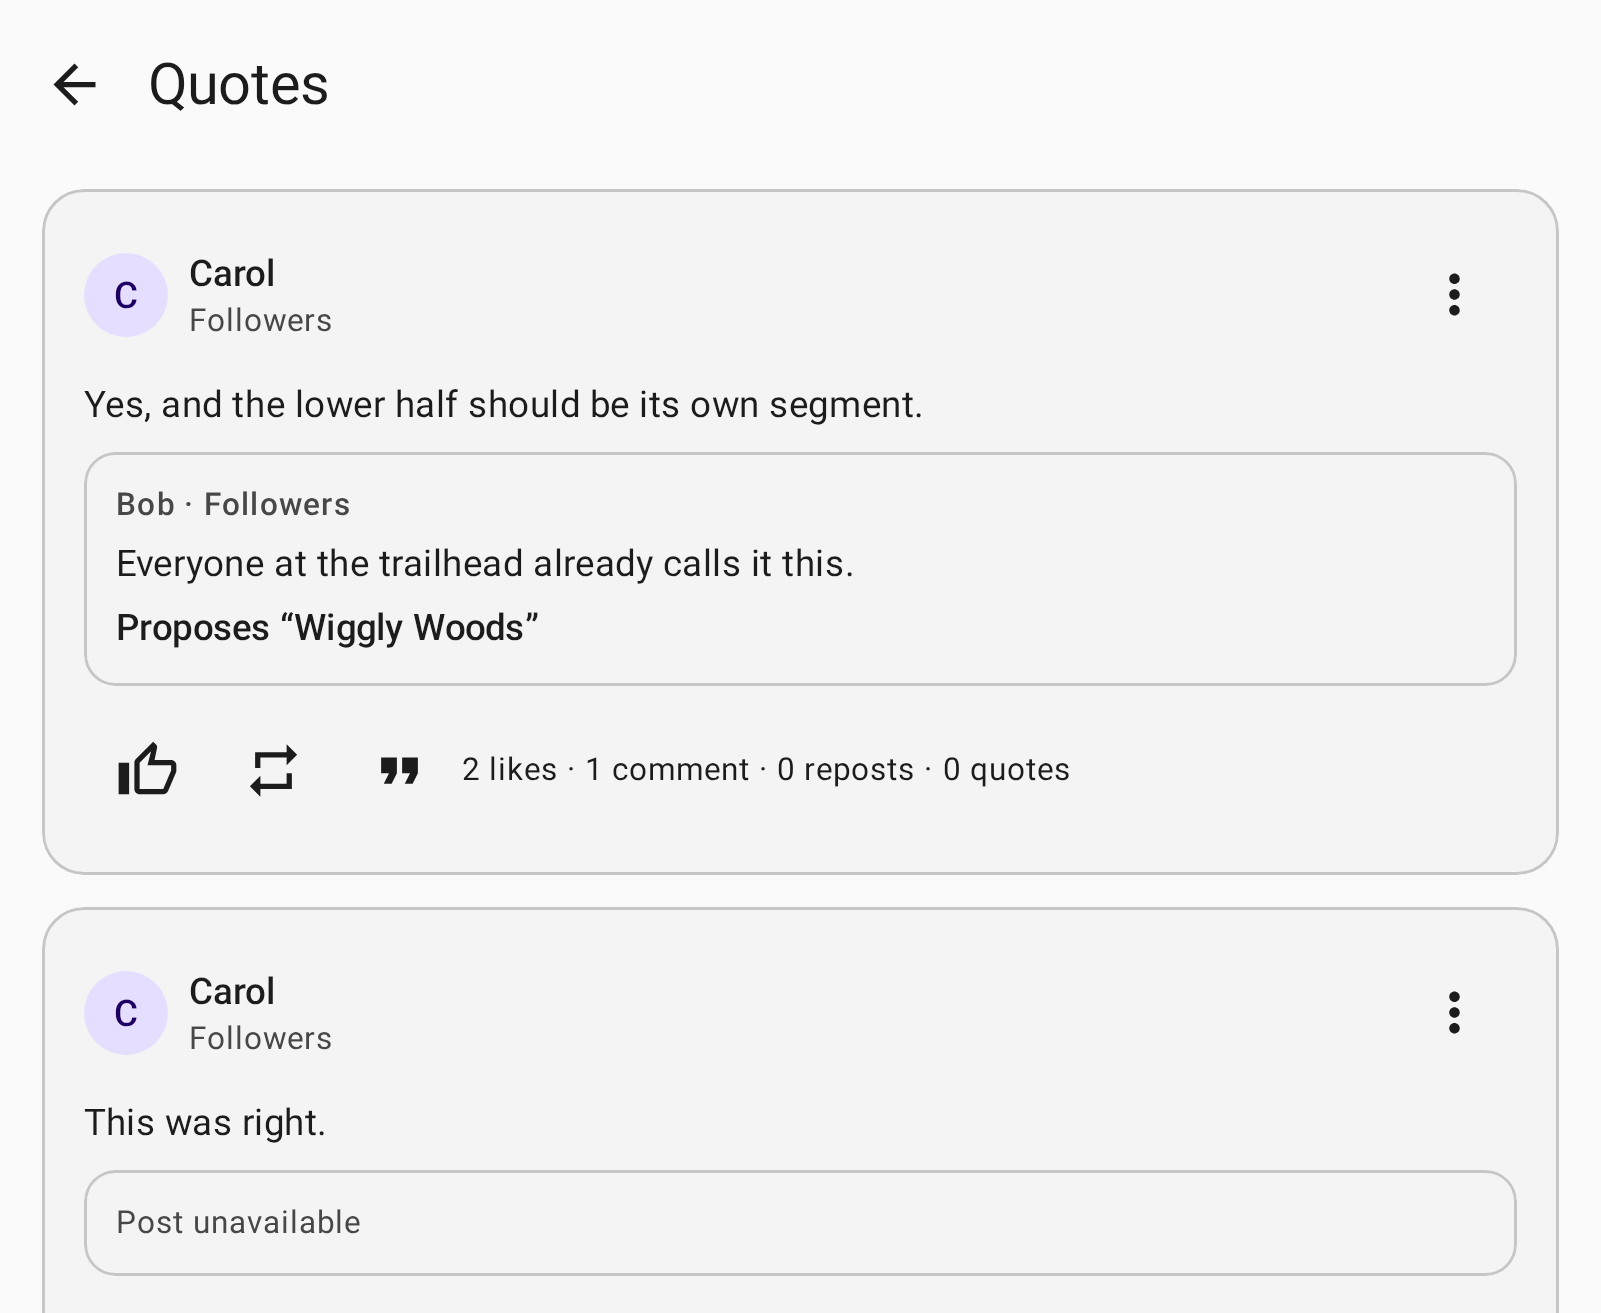 Quotes
C
Carol
Followers
Yes, and the lower half should be its own segment.
Bob · Followers
Everyone at the trailhead already calls it this.
Proposes “Wiggly Woods”
2 likes · 1 comment · 0 reposts · 0 quotes
C
Carol
Followers
This was right.
Post unavailable